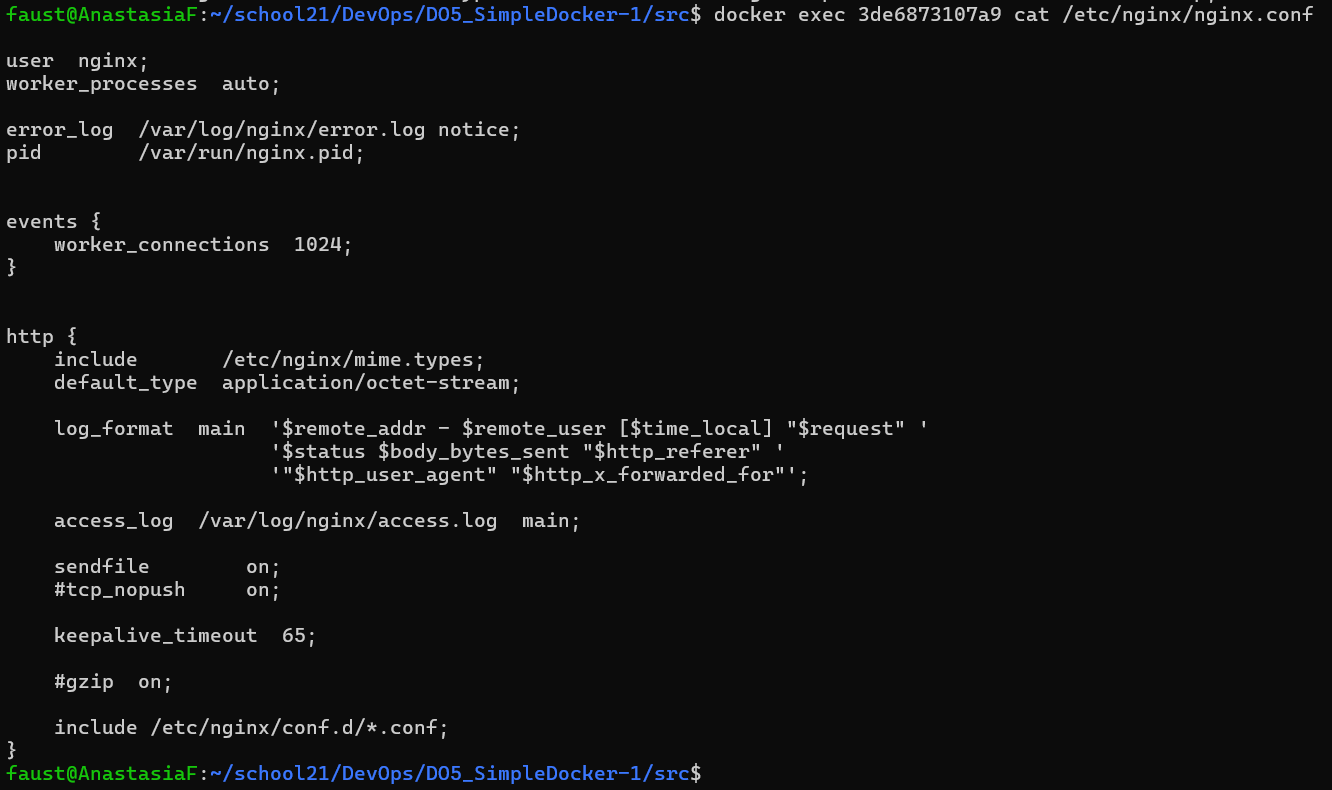 faust@AnastasiaF:~/school21/DevOps/DO5_SimpleDocker-1/src$ docker exec 3de6873107a9 cat /etc/nginx/nginx.conf

user  nginx;
worker_processes  auto;

error_log  /var/log/nginx/error.log notice;
pid        /var/run/nginx.pid;


events {
    worker_connections  1024;
}


http {
    include       /etc/nginx/mime.types;
    default_type  application/octet-stream;

    log_format  main  '$remote_addr - $remote_user [$time_local] "$request" '
                      '$status $body_bytes_sent "$http_referer" '
                      '"$http_user_agent" "$http_x_forwarded_for"';

    access_log  /var/log/nginx/access.log  main;

    sendfile        on;
    #tcp_nopush     on;

    keepalive_timeout  65;

    #gzip  on;

    include /etc/nginx/conf.d/*.conf;
}
faust@AnastasiaF:~/school21/DevOps/DO5_SimpleDocker-1/src$